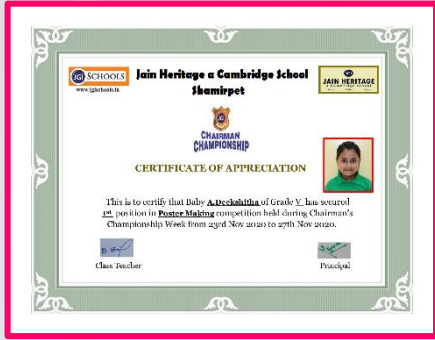 JGI SCHOOLS
www.jgischools.in
Jain Heritage a Cambridge School
Shamirpet
JAIN HERITAGE
CHAIRMAN
CHAMPIONSHIP
CERTIFICATE OF APPRECIATION
This is to certify that Baby A.Deekshitha of Grade V has secured
1st position in Poster Making competition held during Chairman's
Championship Week from 23rd Nov 2020 to 27th Nov 2020.
Class Teacher
Principal